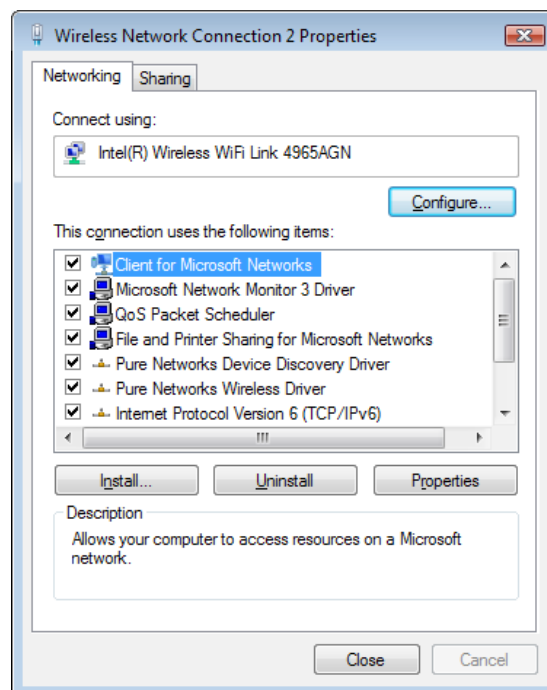 Wireless Network Connection 2 Properties
Networking
Sharing
Connect using:
Intel(R) Wireless WiFi Link 4965AGN
Configure...
This connection uses the following items:
Client for Microsoft Networks
Microsoft Network Monitor 3 Driver
QoS Packet Scheduler
File and Printer Sharing for Microsoft Networks
Pure Networks Device Discovery Driver
Pure Networks Wireless Driver
Internet Protocol Version 6 (TCP/IPv6)
Install...
Uninstall
Properties
Description
Allows your computer to access resources on a Microsoft
network.
Close
Cancel